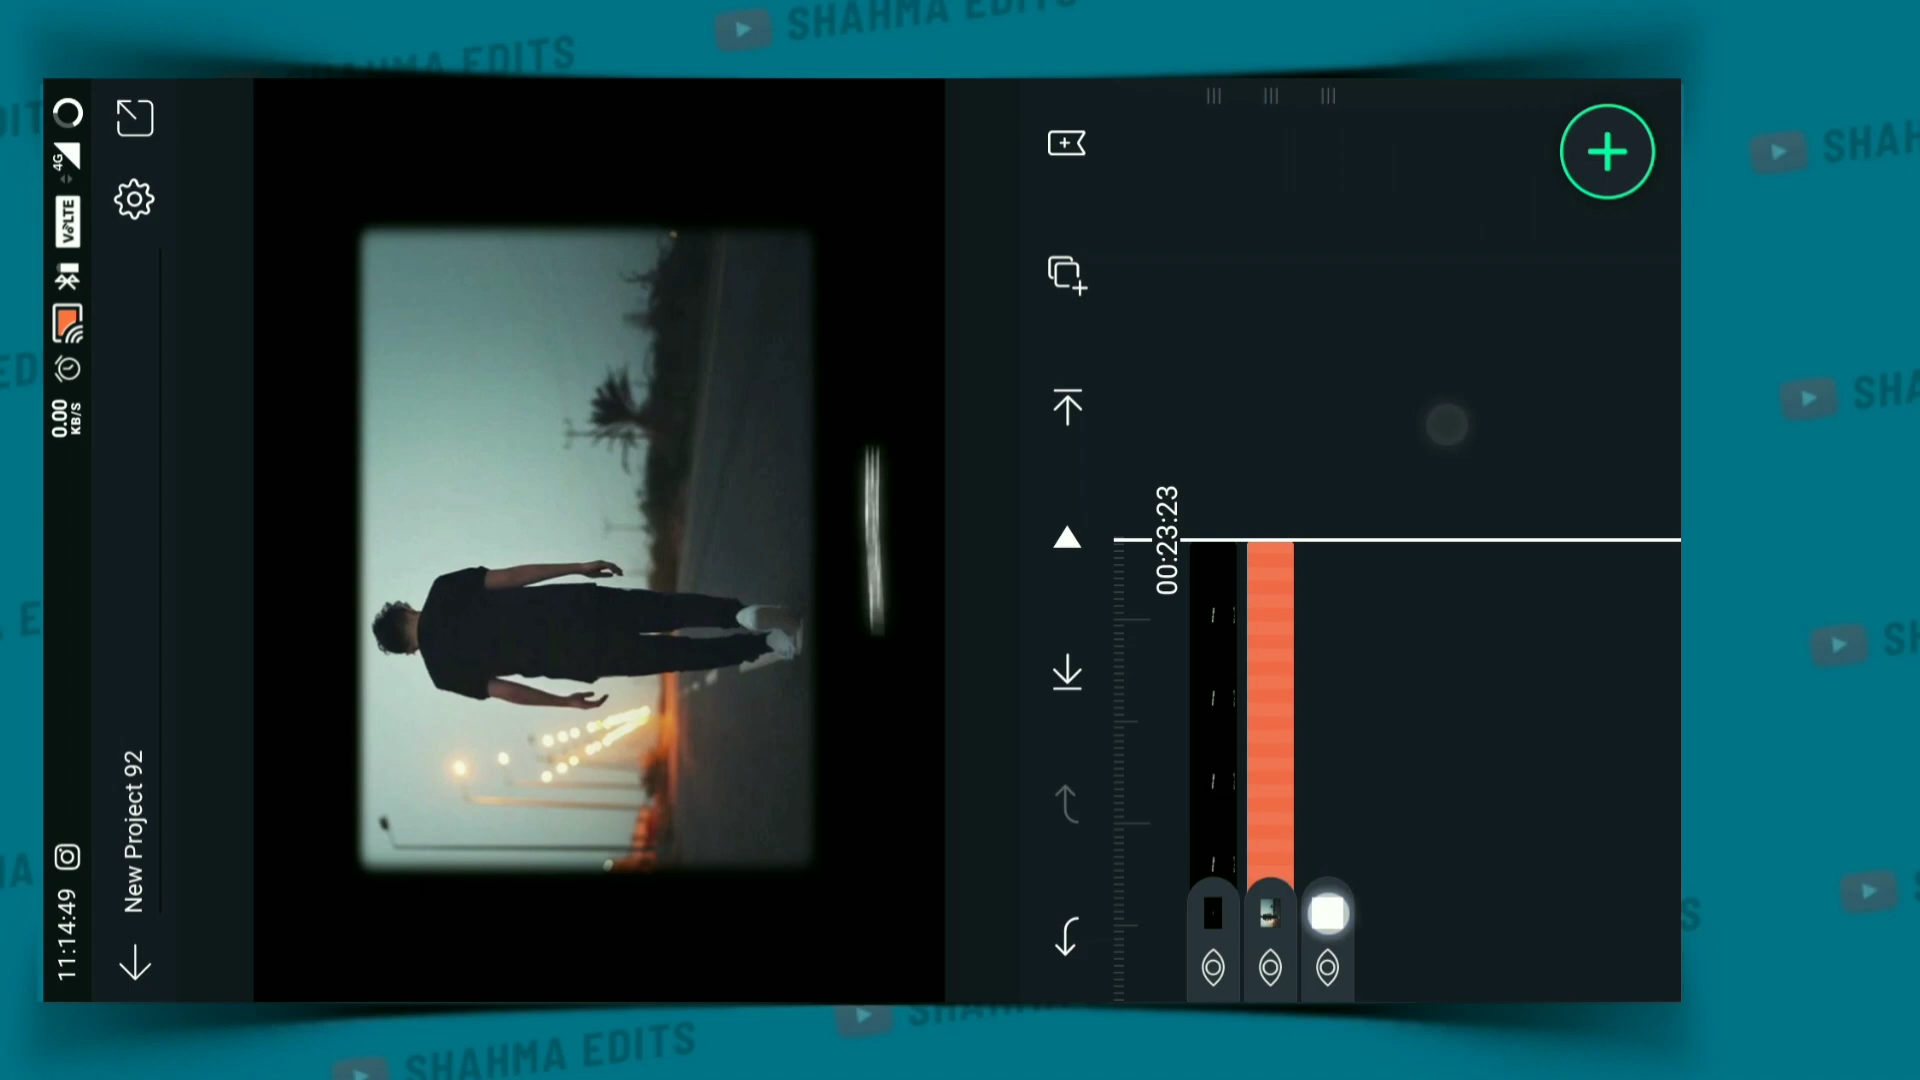 SHAHMA EDITS
SHAHMA EDITS
11:14:49
0.00
KB/S
VoLTE
4G
New Project 92
00:23:23
SHAHMA EDITS